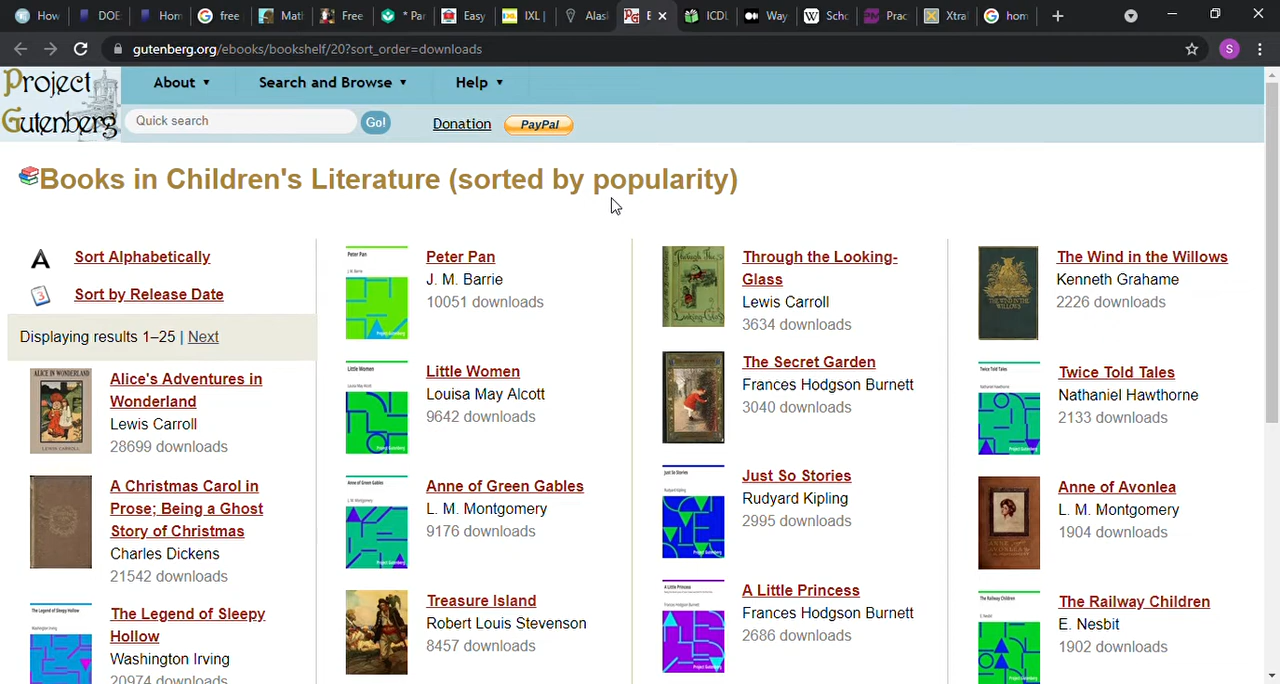 How
DOE
Hom
free
Mati
Free
* Par
Easy
IXL |
Alas
E
ICDL
Way
Scho
Prac
Xtral
hom
gutenberg.org/ebooks/bookshelf/20?sort_order=downloads
S
Project
Gutenberg
About ▼
Search and Browse ▼
Help ▼
Quick search
Go!
Donation
PayPal
Books in Children's Literature (sorted by popularity)
Sort Alphabetically
Sort by Release Date
Displaying results 1–25 | Next
Alice's Adventures in
Wonderland
Lewis Carroll
28699 downloads
A Christmas Carol in
Prose; Being a Ghost
Story of Christmas
Charles Dickens
21542 downloads
The Legend of Sleepy
Hollow
Washington Irving
20974 downloads
Peter Pan
J. M. Barrie
10051 downloads
Little Women
Louisa May Alcott
9642 downloads
Anne of Green Gables
L. M. Montgomery
9176 downloads
Treasure Island
Robert Louis Stevenson
8457 downloads
Through the Looking-
Glass
Lewis Carroll
3634 downloads
The Secret Garden
Frances Hodgson Burnett
3040 downloads
Just So Stories
Rudyard Kipling
2995 downloads
A Little Princess
Frances Hodgson Burnett
2686 downloads
The Wind in the Willows
Kenneth Grahame
2226 downloads
Twice Told Tales
Nathaniel Hawthorne
2133 downloads
Anne of Avonlea
L. M. Montgomery
1904 downloads
The Railway Children
E. Nesbit
1902 downloads